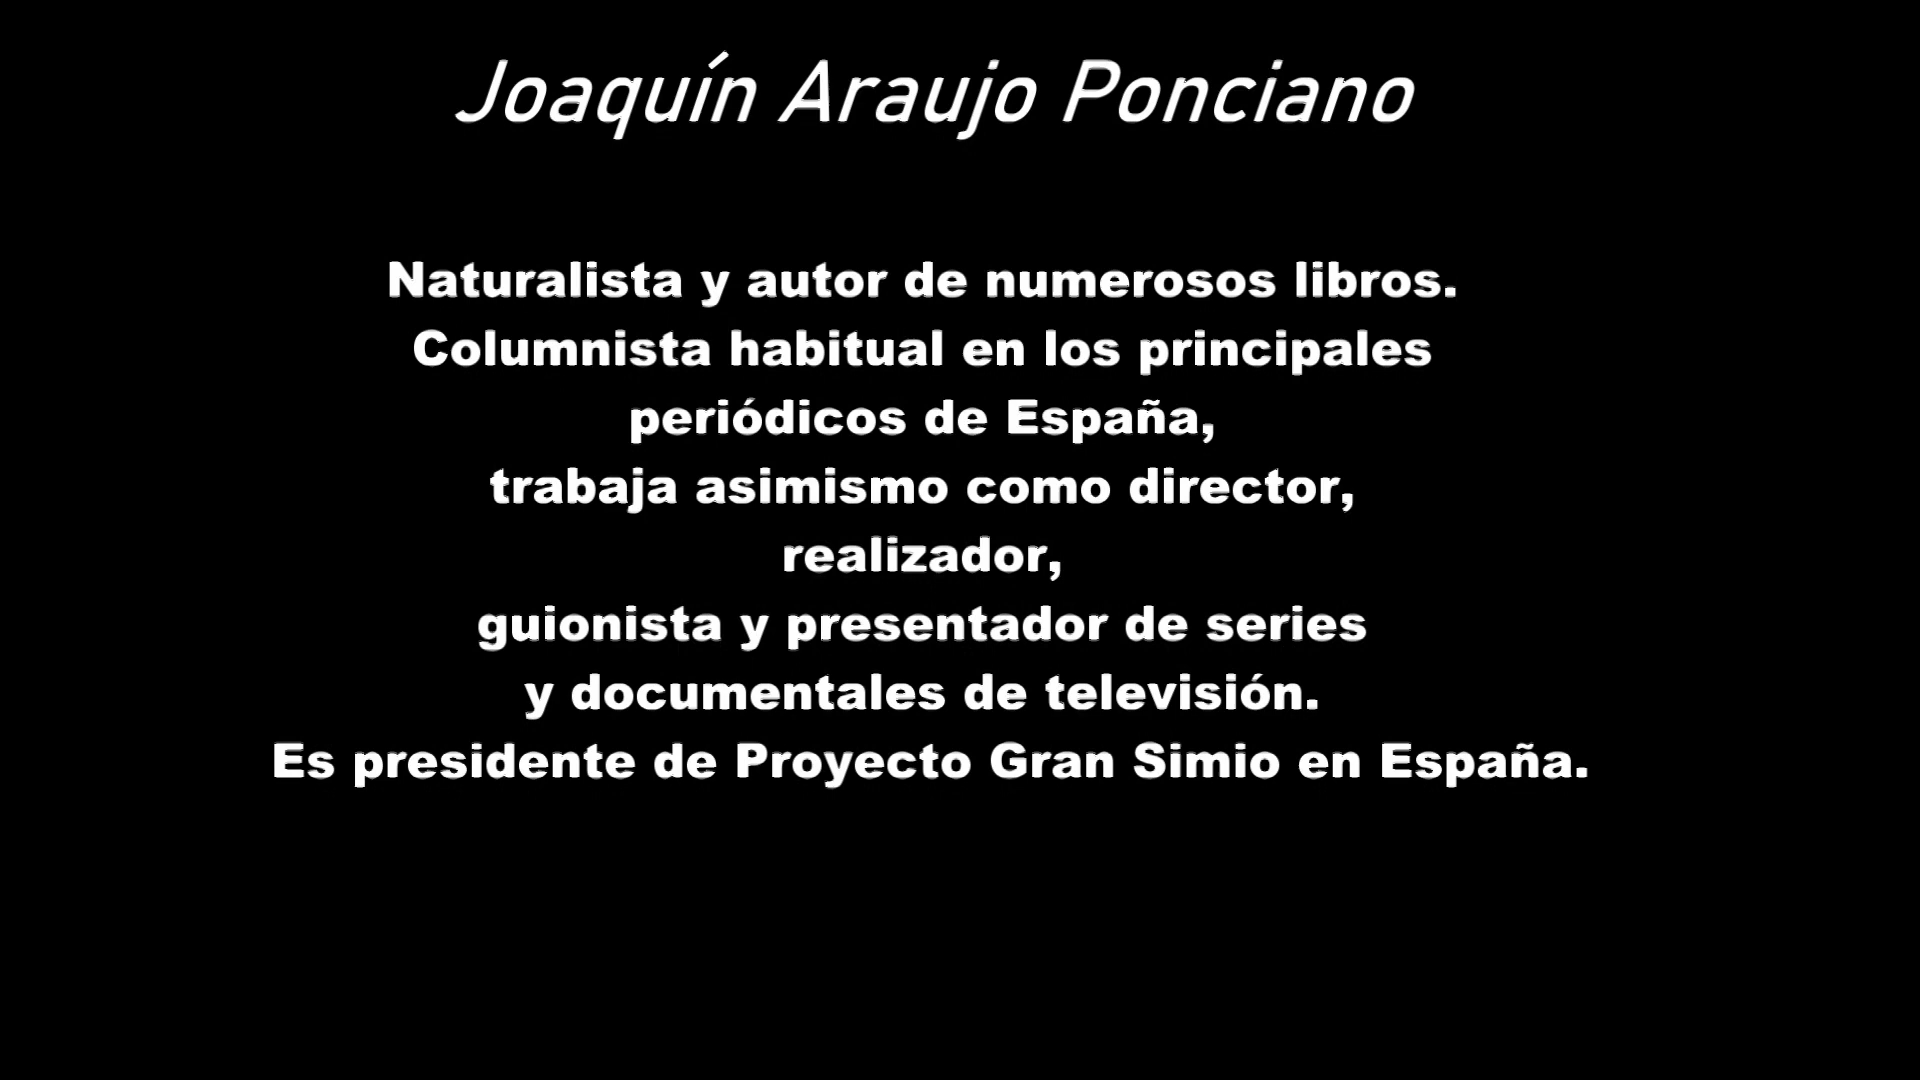 Joaquín Araujo Ponciano
Naturalista y autor de numerosos libros.
Columnista habitual en los principales
periódicos de España,
trabaja asimismo como director,
realizador,
guionista y presentador de series
y documentales de televisión.
Es presidente de Proyecto Gran Simio en España.